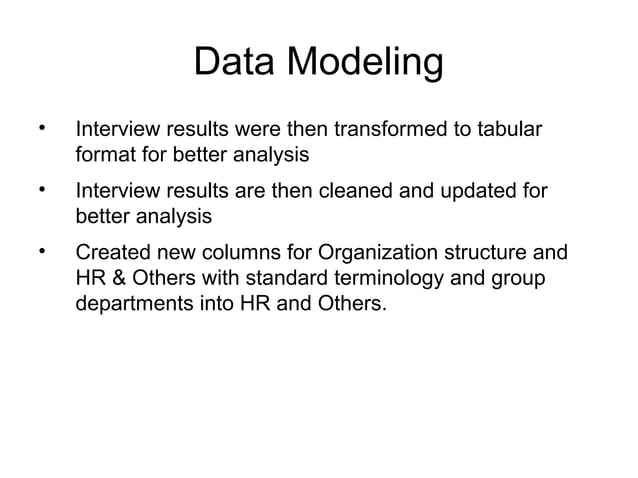 Data Modeling
• Interview results were then transformed to tabular
format for better analysis
• Interview results are then cleaned and updated for
better analysis
• Created new columns for Organization structure and
HR & Others with standard terminology and group
departments into HR and Others.